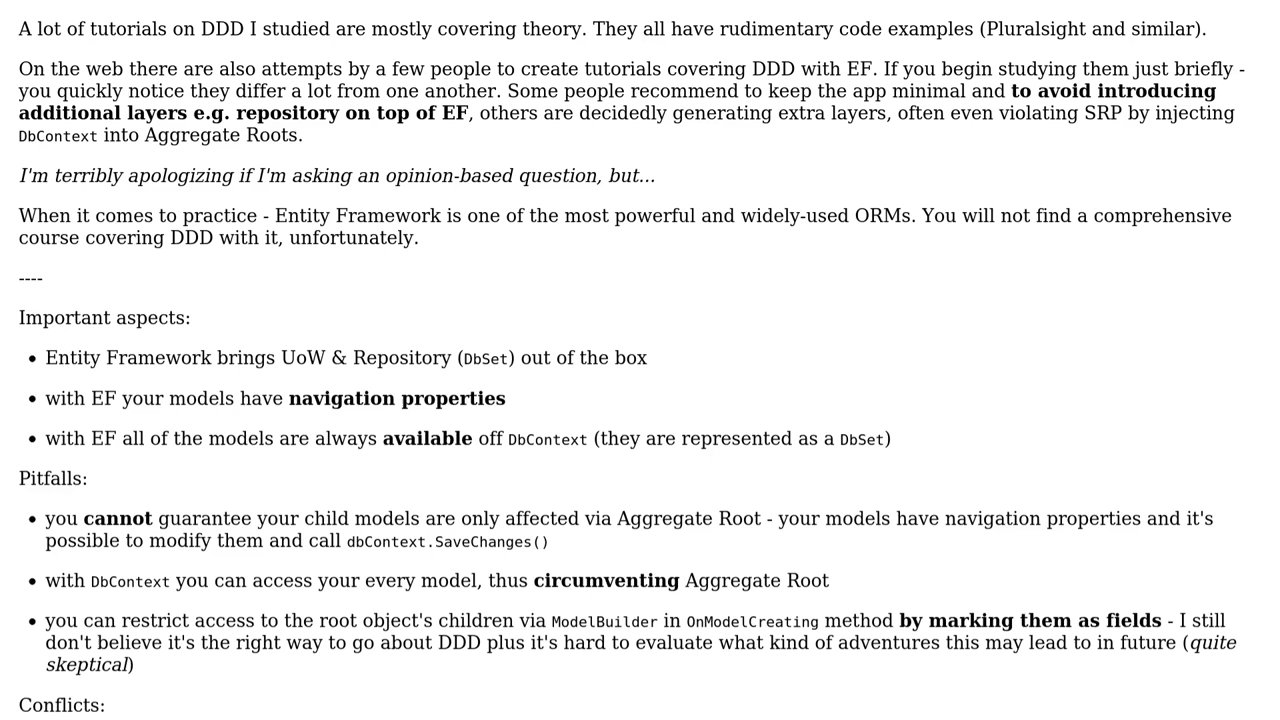 A lot of tutorials on DDD I studied are mostly covering theory. They all have rudimentary code examples (Pluralsight and similar).
On the web there are also attempts by a few people to create tutorials covering DDD with EF. If you begin studying them just briefly -
you quickly notice they differ a lot from one another. Some people recommend to keep the app minimal and to avoid introducing
additional layers e.g. repository on top of EF, others are decidedly generating extra layers, often even violating SRP by injecting
DbContext into Aggregate Roots.
I'm terribly apologizing if I'm asking an opinion-based question, but...
When it comes to practice - Entity Framework is one of the most powerful and widely-used ORMs. You will not find a comprehensive
course covering DDD with it, unfortunately.
----
Important aspects:
• Entity Framework brings UoW & Repository (DbSet) out of the box
• with EF your models have navigation properties
• with EF all of the models are always available off DbContext (they are represented as a DbSet)
Pitfalls:
• you cannot guarantee your child models are only affected via Aggregate Root - your models have navigation properties and it's
possible to modify them and call dbContext.SaveChanges()
• with DbContext you can access your every model, thus circumventing Aggregate Root
• you can restrict access to the root object's children via ModelBuilder in OnModelCreating method by marking them as fields - I still
don't believe it's the right way to go about DDD plus it's hard to evaluate what kind of adventures this may lead to in future (quite
skeptical)
Conflicts: